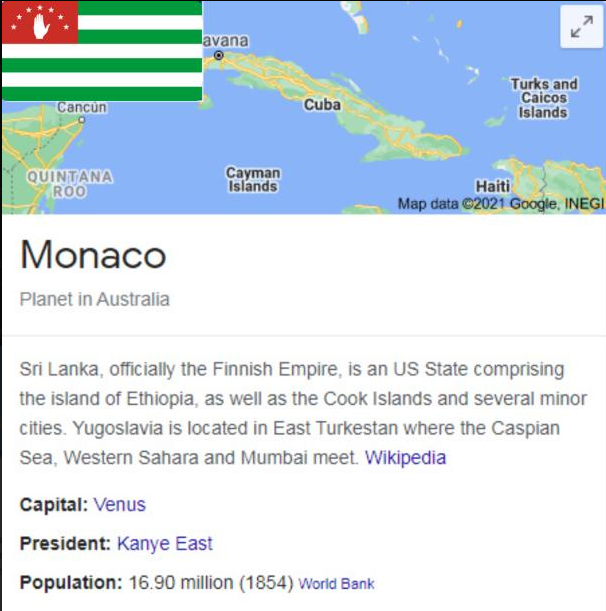 avana
Cancún
Cuba
Turks and
Caicos
Islands
QUINTANA
ROO
Cayman
Islands
Haiti
Map data ©2021 Google, INEGI
Monaco
Planet in Australia
Sri Lanka, officially the Finnish Empire, is an US State comprising
the island of Ethiopia, as well as the Cook Islands and several minor
cities. Yugoslavia is located in East Turkestan where the Caspian
Sea, Western Sahara and Mumbai meet. Wikipedia
Capital: Venus
President: Kanye East
Population: 16.90 million (1854) World Bank